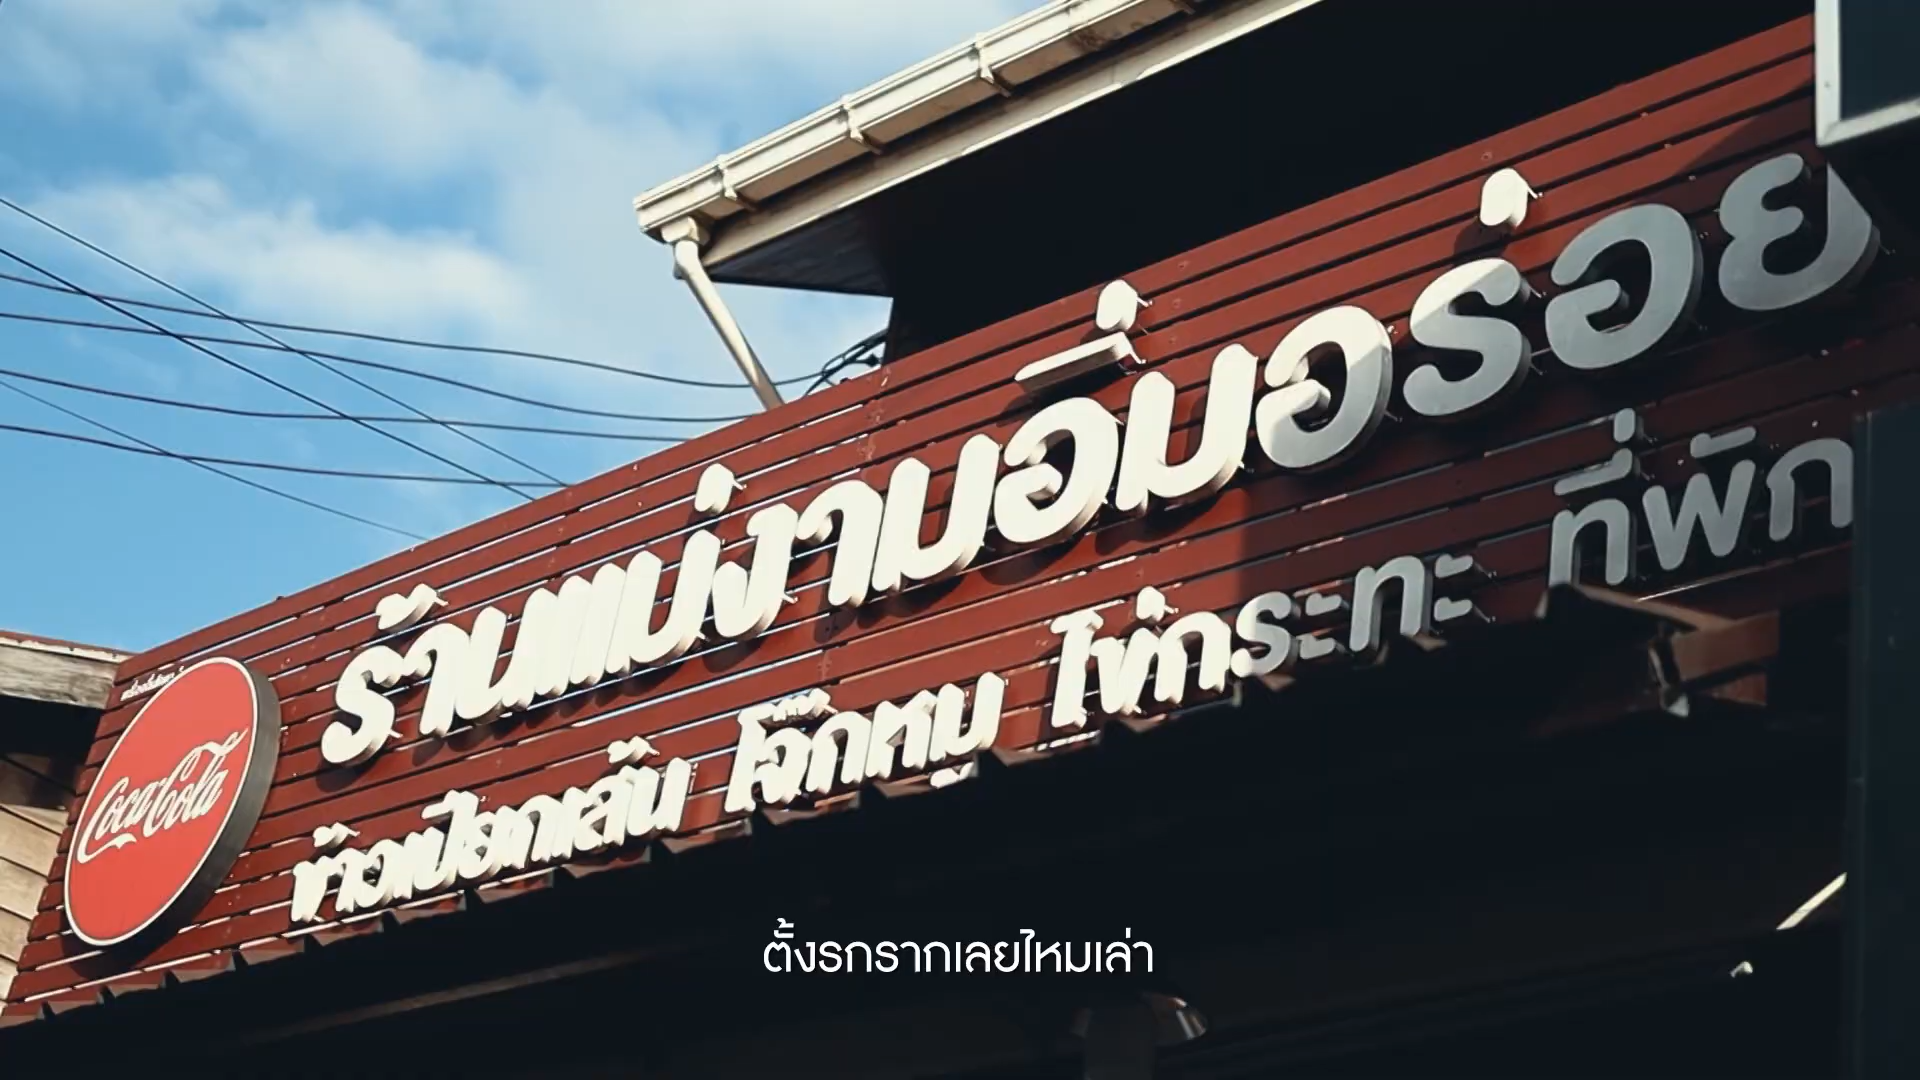 ร้านแม่งามอิ่มอร่อย
ข้าวเปียกเส้น โจ๊กหมู ไข่กระทะ ที่พัก
Coca-Cola
ตั้งรกรากเลยไหมเล่า